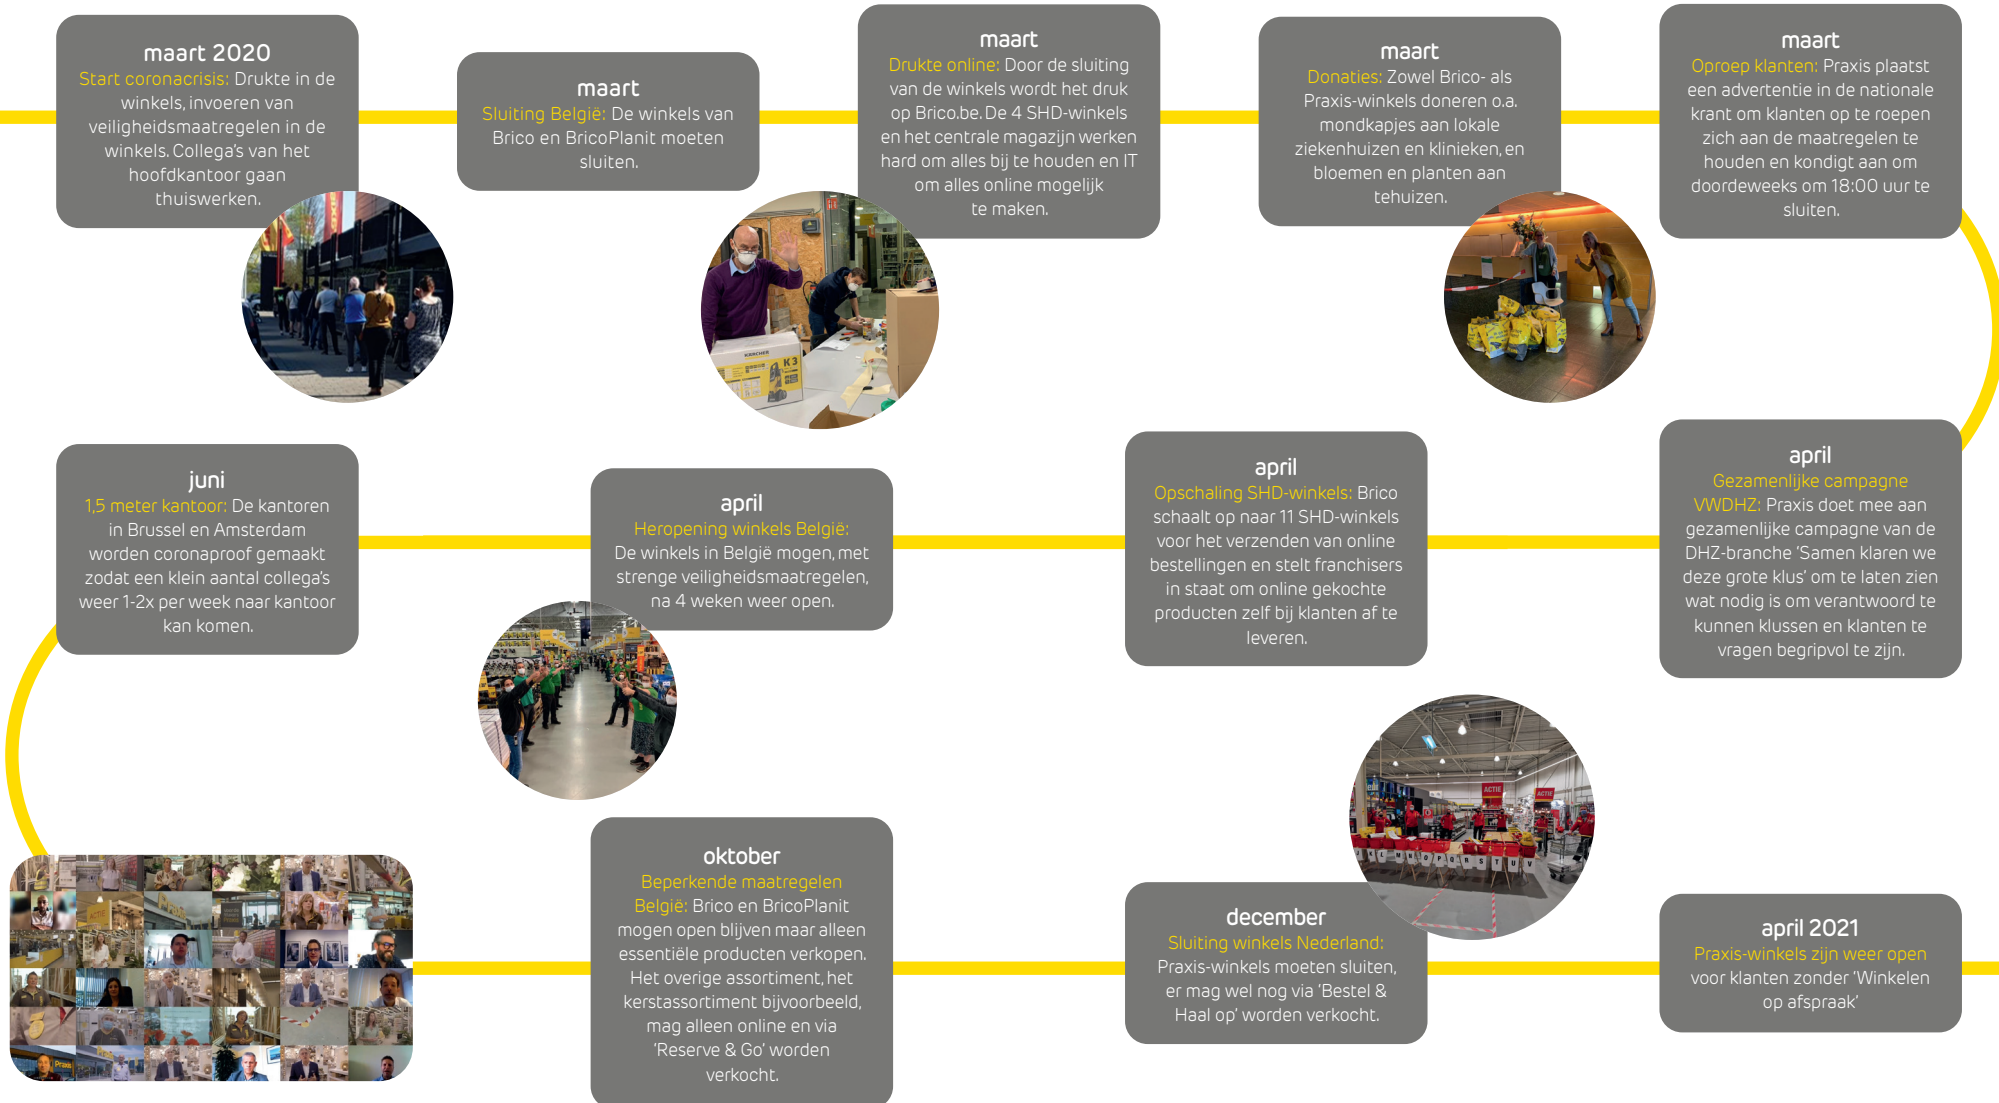 maart 2020
Start coronacrisis: Drukte in de
winkels, invoeren van
veiligheidsmaatregelen in de
winkels. Collega's van het
hoofdkantoor gaan
thuiswerken.
maart
Sluiting België: De winkels van
Brico en BricoPlanit moeten
sluiten.
maart
Drukte online: Door de sluiting
van de winkels wordt het druk
op Brico.be. De 4 SHD-winkels
en het centrale magazijn werken
hard om alles bij te houden en IT
om alles online mogelijk
te maken.
KARCHER
K 3
maart
Donaties: Zowel Brico- als
Praxis-winkels doneren o.a.
mondkapjes aan lokale
ziekenhuizen en klinieken, en
bloemen en planten aan
tehuizen.
maart
Oproep klanten: Praxis plaatst
een advertentie in de nationale
krant om klanten op te roepen
zich aan de maatregelen te
houden en kondigt aan om
doordeweeks om 18:00 uur te
sluiten.
april
Gezamenlijke campagne
VWDHZ: Praxis doet mee aan
gezamenlijke campagne van de
DHZ-branche 'Samen klaren we
deze grote klus' om te laten zien
wat nodig is om verantwoord te
kunnen klussen en klanten te
vragen begripvol te zijn.
april
Opschaling SHD-winkels: Brico
schaalt op naar 11 SHD-winkels
voor het verzenden van online
bestellingen en stelt franchisers
in staat om online gekochte
producten zelf bij klanten af te
leveren.
april
Heropening winkels België:
De winkels in België mogen, met
strenge veiligheidsmaatregelen,
na 4 weken weer open.
juni
1,5 meter kantoor: De kantoren
in Brussel en Amsterdam
worden coronaproof gemaakt
zodat een klein aantal collega's
weer 1-2x per week naar kantoor
kan komen.
ACTIE
Praxis
oktober
Beperkende maatregelen
België: Brico en BricoPlanit
mogen open blijven maar alleen
essentiële producten verkopen.
Het overige assortiment, het
kerstassortiment bijvoorbeeld,
mag alleen online en via
'Reserve & Go' worden
verkocht.
ACTIE
ACTIE
L M N O P Q R S T U V
december
Sluiting winkels Nederland:
Praxis-winkels moeten sluiten,
er mag wel nog via 'Bestel &
Haal op' worden verkocht.
april 2021
Praxis-winkels zijn weer open
voor klanten zonder 'Winkelen
op afspraak'